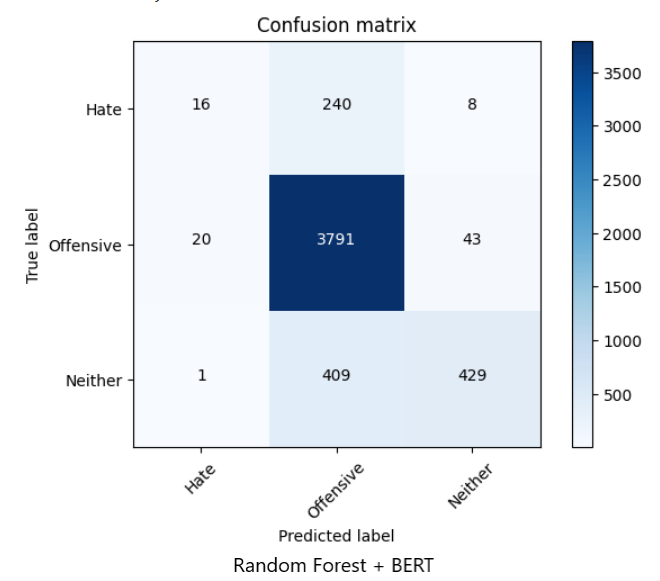 Confusion matrix
Hate 16 240 8
Offensive 20 3791 43
Neither 1 409 429
Hate Offensive Neither
True label
Predicted label
3500
3000
2500
2000
1500
1000
500
Random Forest + BERT